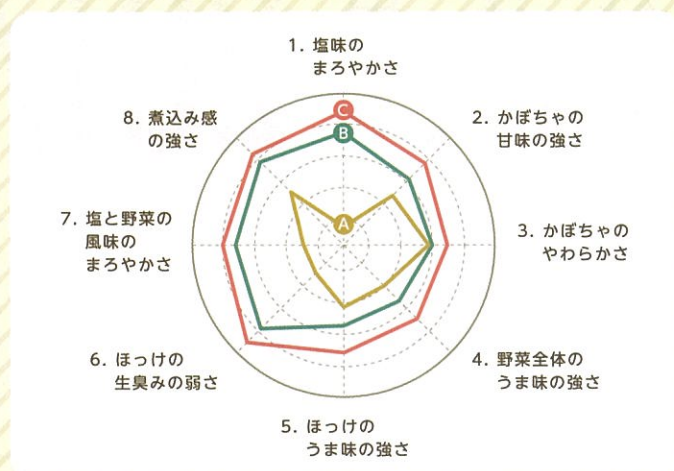 1. 塩味の
まろやかさ
2. かぼちゃの
甘味の強さ
3. かぼちゃの
やわらかさ
4. 野菜全体の
うま味の強さ
5. ほっけの
うま味の強さ
6. ほっけの
生臭みの弱さ
7. 塩と野菜の
風味の
まろやかさ
8. 煮込み感
の強さ
C
B
A